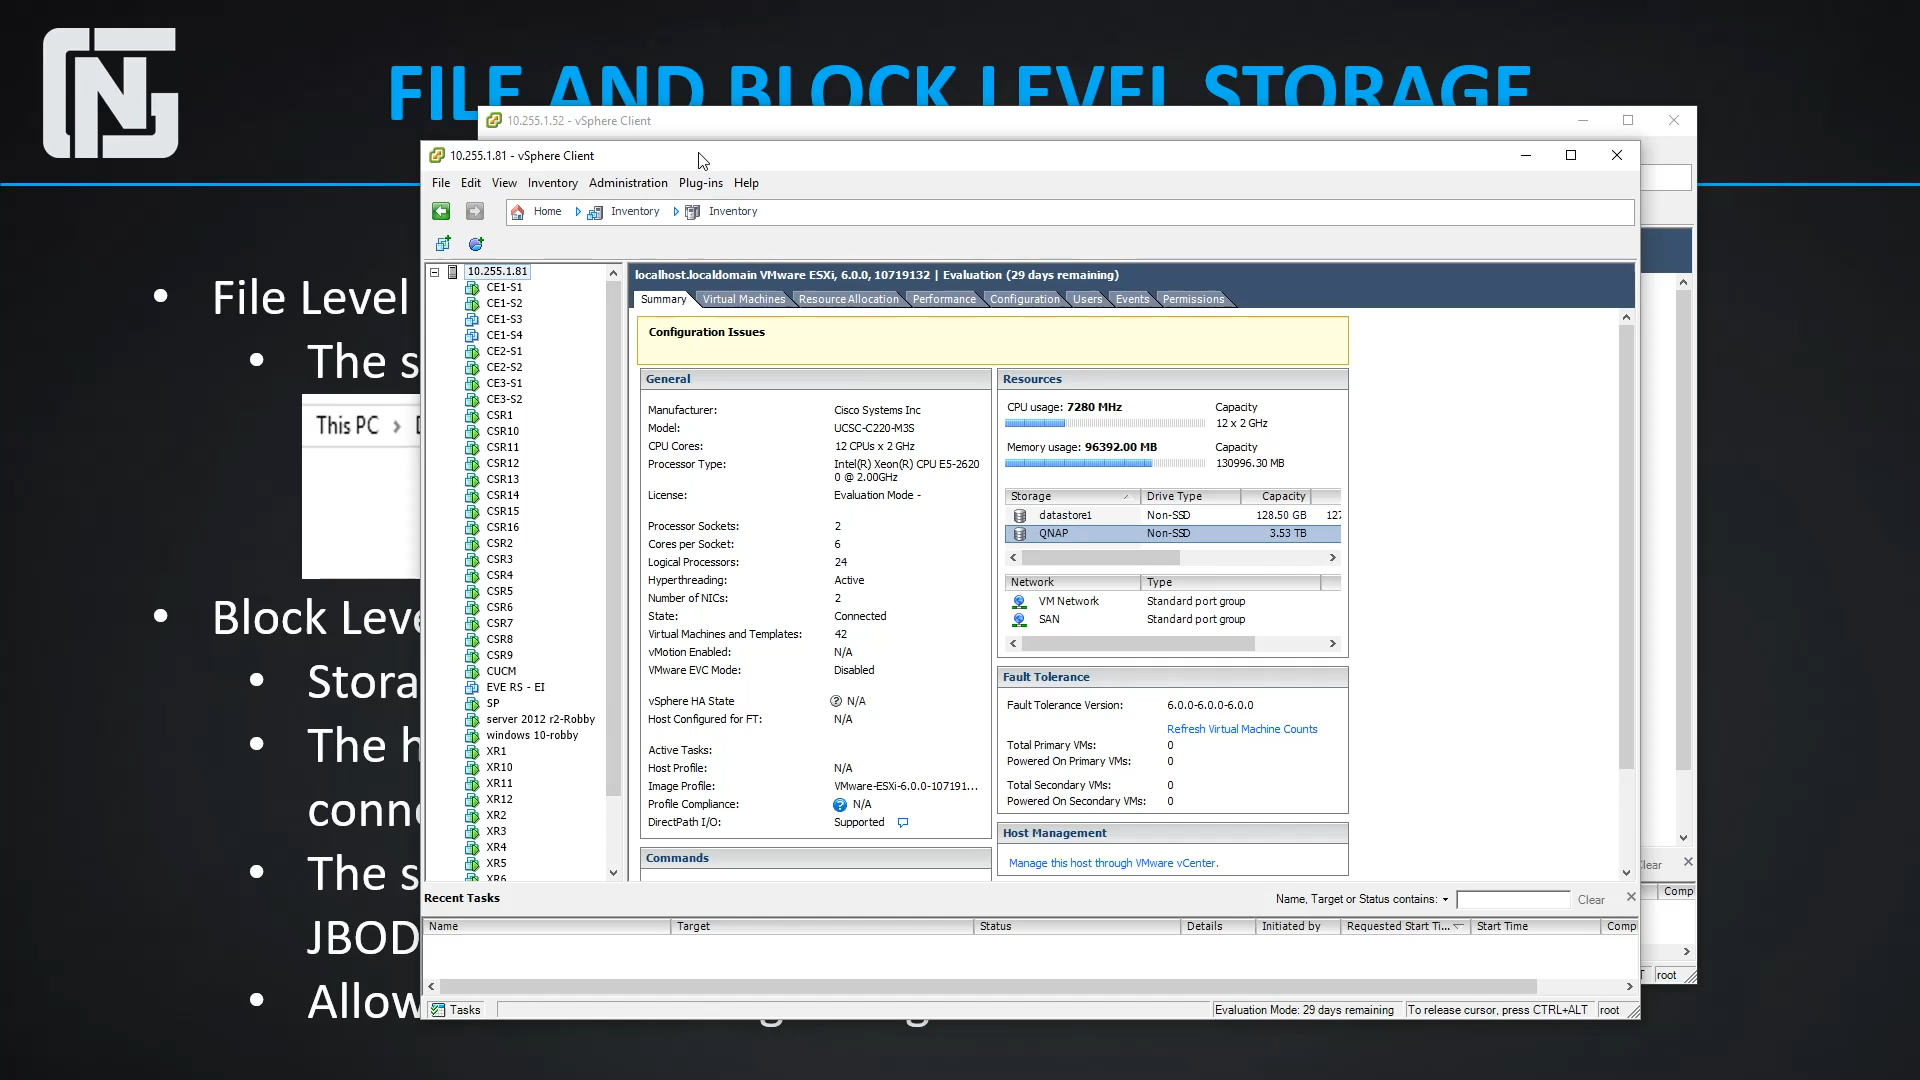 FILE AND BLOCK LEVEL STORAGE
10.255.1.52 - vSphere Client
10.255.1.81 - vSphere Client
File Edit View Inventory Administration Plug-ins Help
Home Inventory Inventory
10.255.1.81
CE1-S1
CE1-S2
CE1-S3
CE1-S4
CE2-S1
CE2-S2
CE3-S1
CE3-S2
CSR1
CSR10
CSR11
CSR12
CSR13
CSR14
CSR15
CSR16
CSR2
CSR3
CSR4
CSR5
CSR6
CSR7
CSR8
CSR9
CUCM
EVE RS - EI
SP
server 2012 r2-Robby
windows 10-robby
XR1
XR10
XR11
XR12
XR2
XR3
XR4
XR5
XR6
localhost.localdomain VMware ESXi, 6.0.0, 10719132 | Evaluation (29 days remaining)
Summary Virtual Machines Resource Allocation Performance Configuration Users Events Permissions
Configuration Issues
General
Manufacturer: Cisco Systems Inc
Model: UCSC-C220-M3S
CPU Cores: 12 CPUs x 2 GHz
Processor Type: Intel(R) Xeon(R) CPU E5-2620
0 @ 2.00GHz
License: Evaluation Mode -
Processor Sockets: 2
Cores per Socket: 6
Logical Processors: 24
Hyperthreading: Active
Number of NICs: 2
State: Connected
Virtual Machines and Templates: 42
vMotion Enabled: N/A
VMware EVC Mode: Disabled
vSphere HA State N/A
Host Configured for FT: N/A
Active Tasks:
Host Profile: N/A
Image Profile: VMware-ESXi-6.0.0-107191...
Profile Compliance: N/A
DirectPath I/O: Supported
Commands
Resources
CPU usage: 7280 MHz Capacity
12 x 2 GHz
Memory usage: 96392.00 MB Capacity
130996.30 MB
Storage Drive Type Capacity
datastore1 Non-SSD 128.50 GB 127
QNAP Non-SSD 3.53 TB
Network Type
VM Network Standard port group
SAN Standard port group
Fault Tolerance
Fault Tolerance Version: 6.0.0-6.0.0-6.0.0
Refresh Virtual Machine Counts
Total Primary VMs: 0
Powered On Primary VMs: 0
Total Secondary VMs: 0
Powered On Secondary VMs: 0
Host Management
Manage this host through VMware vCenter.
Recent Tasks Name, Target or Status contains: Clear
Name Target Status Details Initiated by Requested Start Ti... Start Time Comp
Tasks Evaluation Mode: 29 days remaining To release cursor, press CTRL+ALT root
Comp
root
• File Level
• The s
This PC >
• Block Leve
• Stora
• The h
conne
• The s
JBOD
• Allow